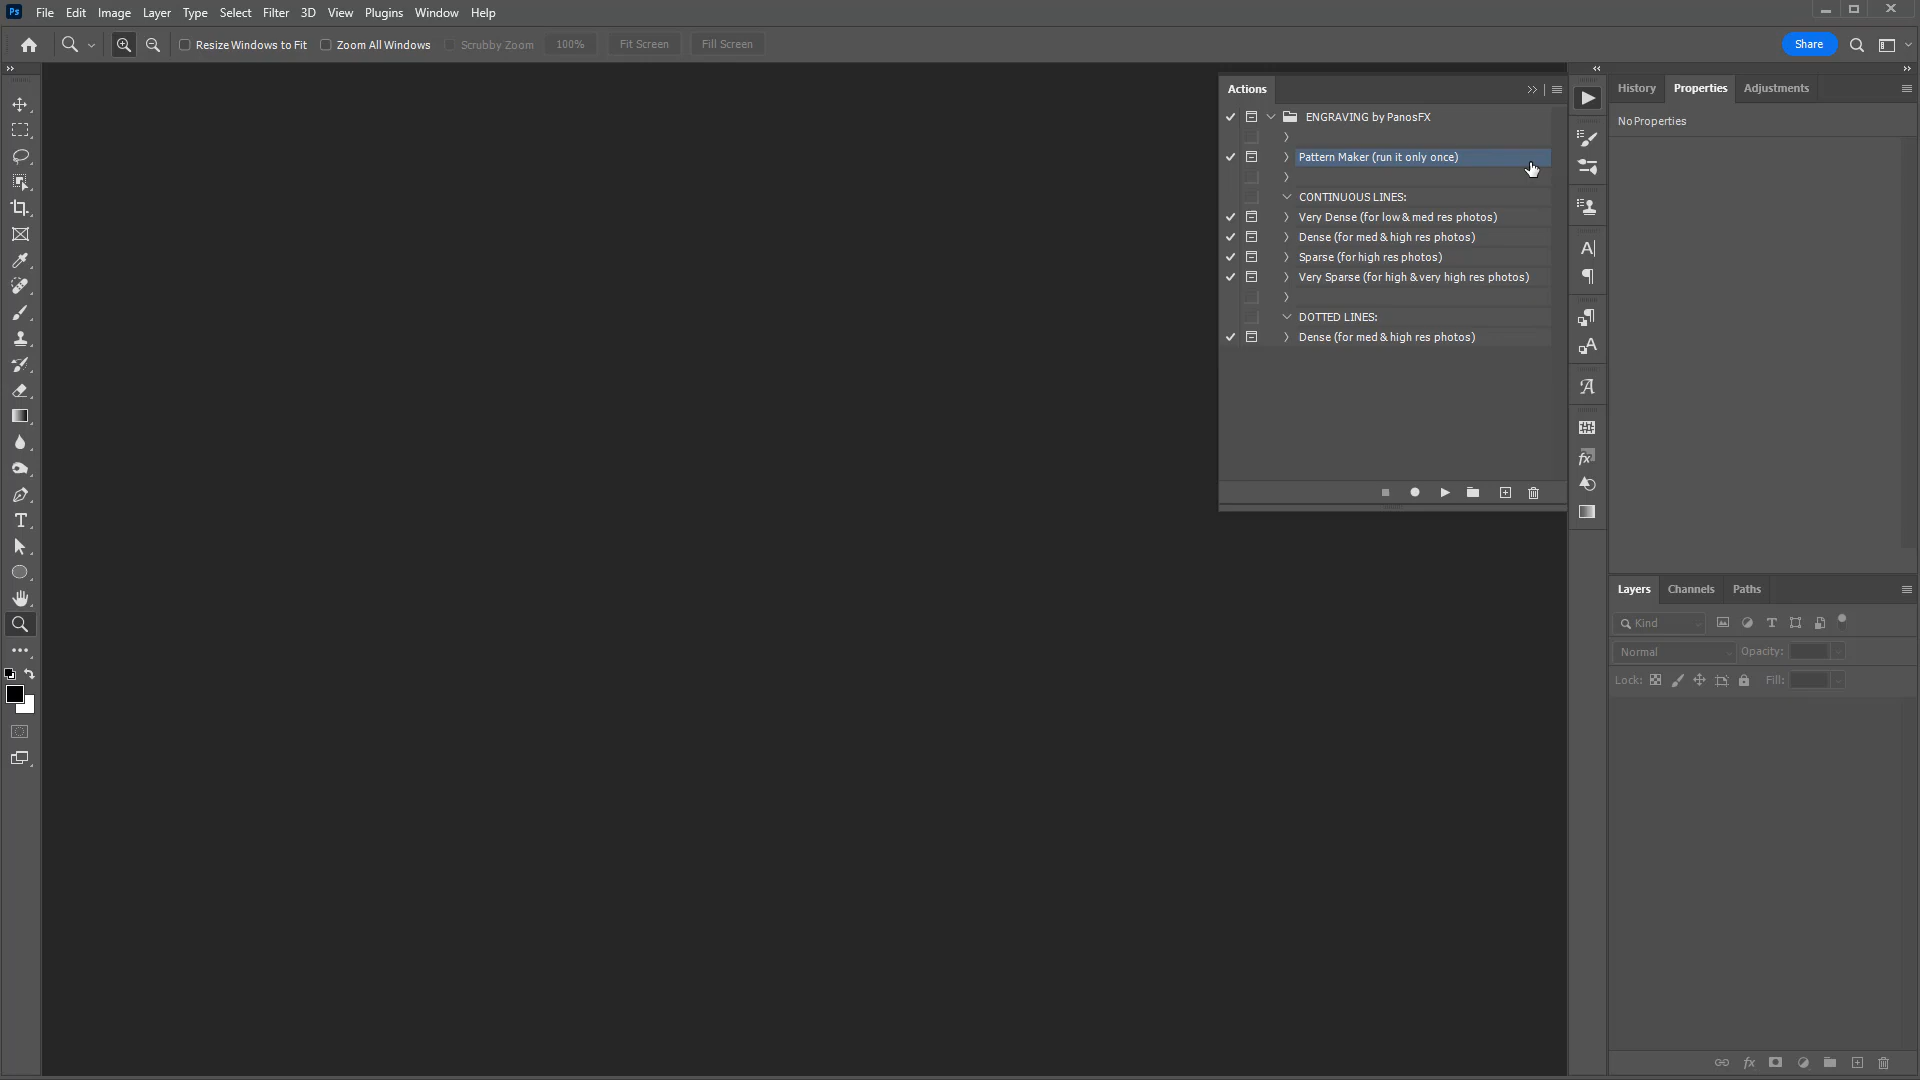 Ps File Edit Image Layer Type Select Filter 3D View Plugins Window Help
Resize Windows to Fit Zoom All Windows Scrubby Zoom 100% Fit Screen Fill Screen Share
Actions
ENGRAVING by PanosFX
Pattern Maker (run it only once)
CONTINUOUS LINES:
Very Dense (for low & med res photos)
Dense (for med & high res photos)
Sparse (for high res photos)
Very Sparse (for high & very high res photos)
DOTTED LINES:
Dense (for med & high res photos)
History Properties Adjustments
No Properties
Layers Channels Paths
Kind
Normal Opacity:
Lock: Fill: